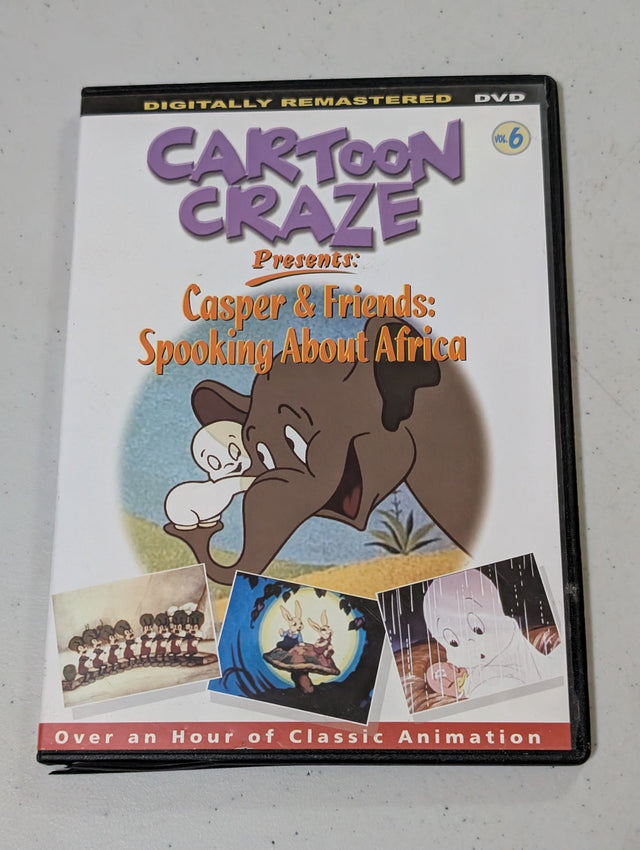 DIGITALLY REMASTERED DVD
CARTOON
CRAZE
VOL. 6
Presents:
Casper & Friends:
Spooking About Africa
Over an Hour of Classic Animation